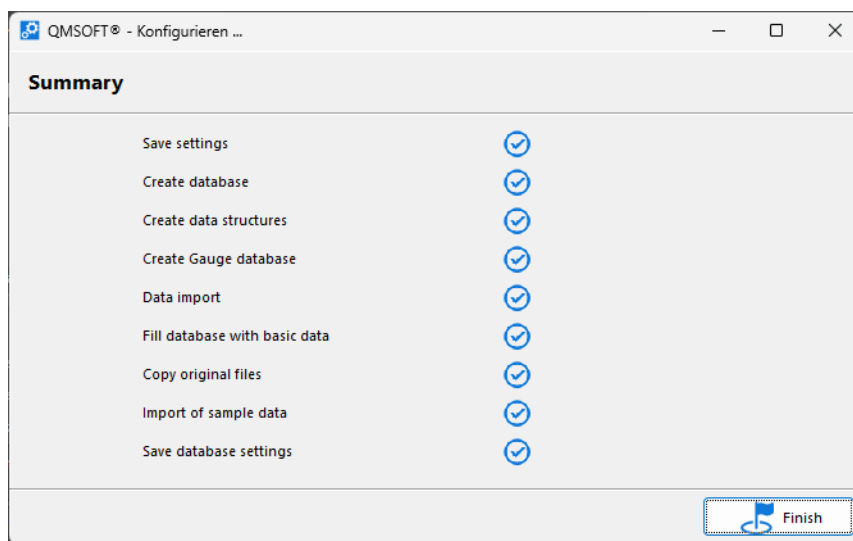 QMSOFT® - Konfigurieren ...
Summary
Save settings
Create database
Create data structures
Create Gauge database
Data import
Fill database with basic data
Copy original files
Import of sample data
Save database settings
Finish